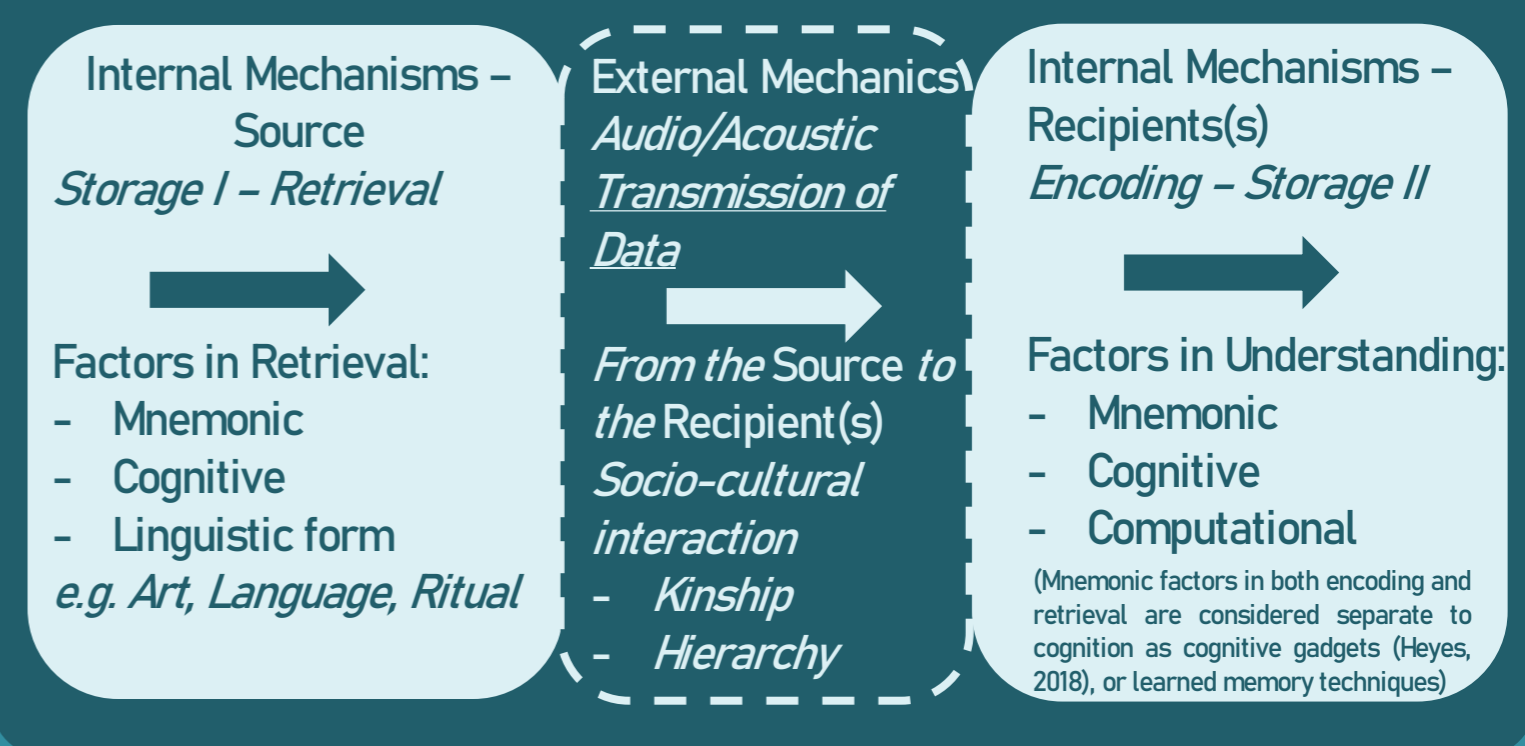 Internal Mechanisms –
Source
Storage I – Retrieval
Factors in Retrieval:
- Mnemonic
- Cognitive
- Linguistic form
e.g. Art, Language, Ritual
External Mechanics
Audio/Acoustic
Transmission of
Data
From the Source to
the Recipient(s)
Socio-cultural
interaction
- Kinship
- Hierarchy
Internal Mechanisms –
Recipients(s)
Encoding – Storage II
Factors in Understanding:
- Mnemonic
- Cognitive
- Computational
(Mnemonic factors in both encoding and
retrieval are considered separate to
cognition as cognitive gadgets (Heyes,
2018), or learned memory techniques)